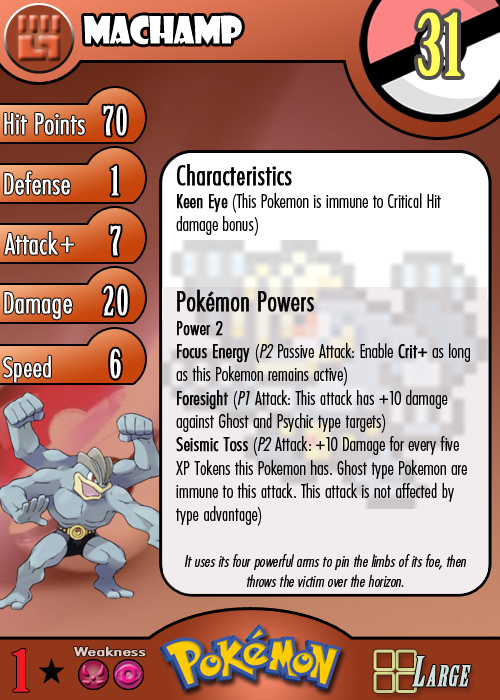 MACHAMP
31
Hit Points 70
Defense 1
Attack+ 7
Damage 20
Speed 6
Characteristics
Keen Eye (This Pokemon is immune to Critical Hit
damage bonus)
Pokémon Powers
Power 2
Focus Energy (P2 Passive Attack: Enable Crit+ as long
as this Pokemon remains active)
Foresight (P1 Attack: This attack has +10 damage
against Ghost and Psychic type targets)
Seismic Toss (P2 Attack: +10 Damage for every five
XP Tokens this Pokemon has. Ghost type Pokemon are
immune to this attack. This attack is not affected by
type advantage)
It uses its four powerful arms to pin the limbs of its foe, then
throws the victim over the horizon.
1 ★ Weakness
POKéMON
LARGE